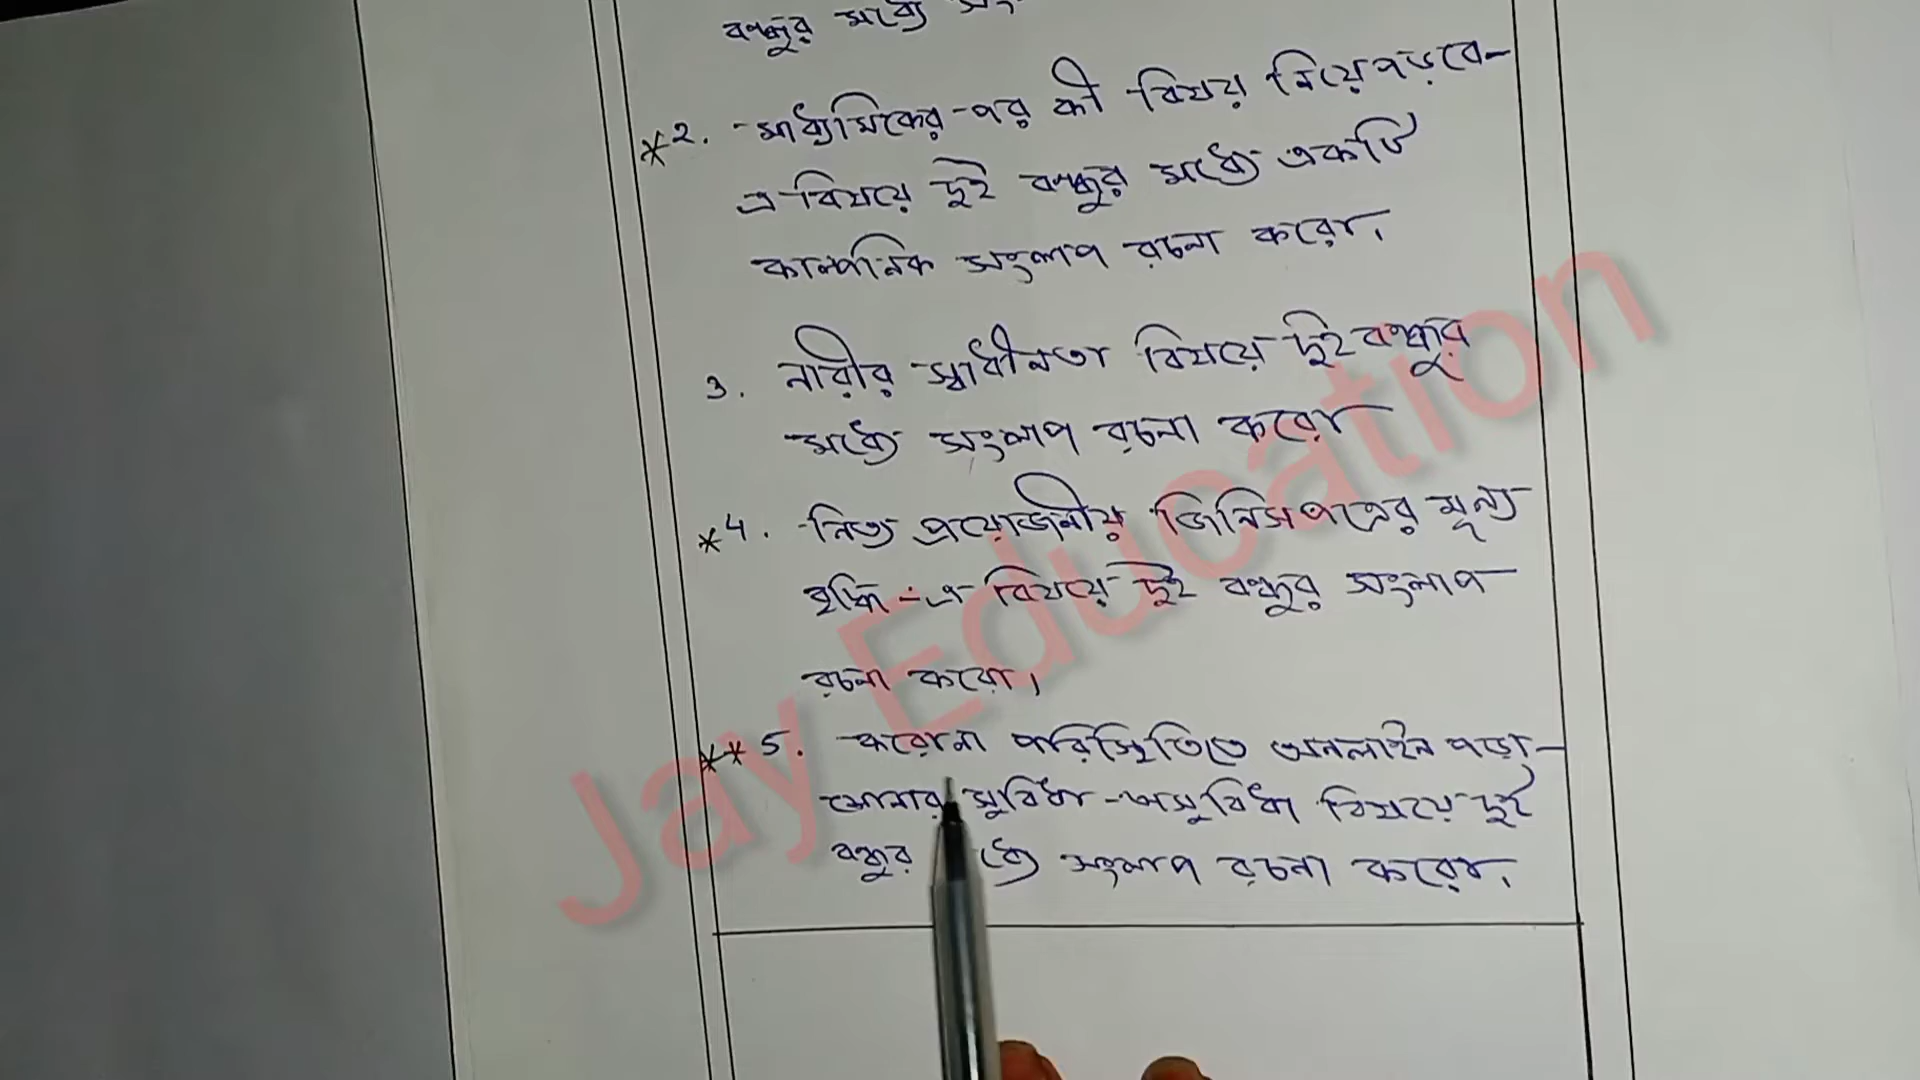 বন্ধুর মধ্যে
*2. মাধ্যমিকের পর কী বিষয় নিয়ে পড়বে-
এ বিষয়ে দুই বন্ধুর মধ্যে একটি
কাল্পনিক সংলাপ রচনা করো।
3. নারীর স্বাধীনতা বিষয়ে দুই বন্ধুর
মধ্যে সংলাপ রচনা করো
*4. নিত্য প্রয়োজনীয় জিনিসপত্রের মূল্য
বৃদ্ধি-এ বিষয়ে দুই বন্ধুর সংলাপ
রচনা করো।
**5. করোনা পরিস্থিতিতে অনলাইন পড়া-
শোনার সুবিধা-অসুবিধা বিষয়ে দুই
বন্ধুর ধ্যে সংলাপ রচনা করো।
Jay Education